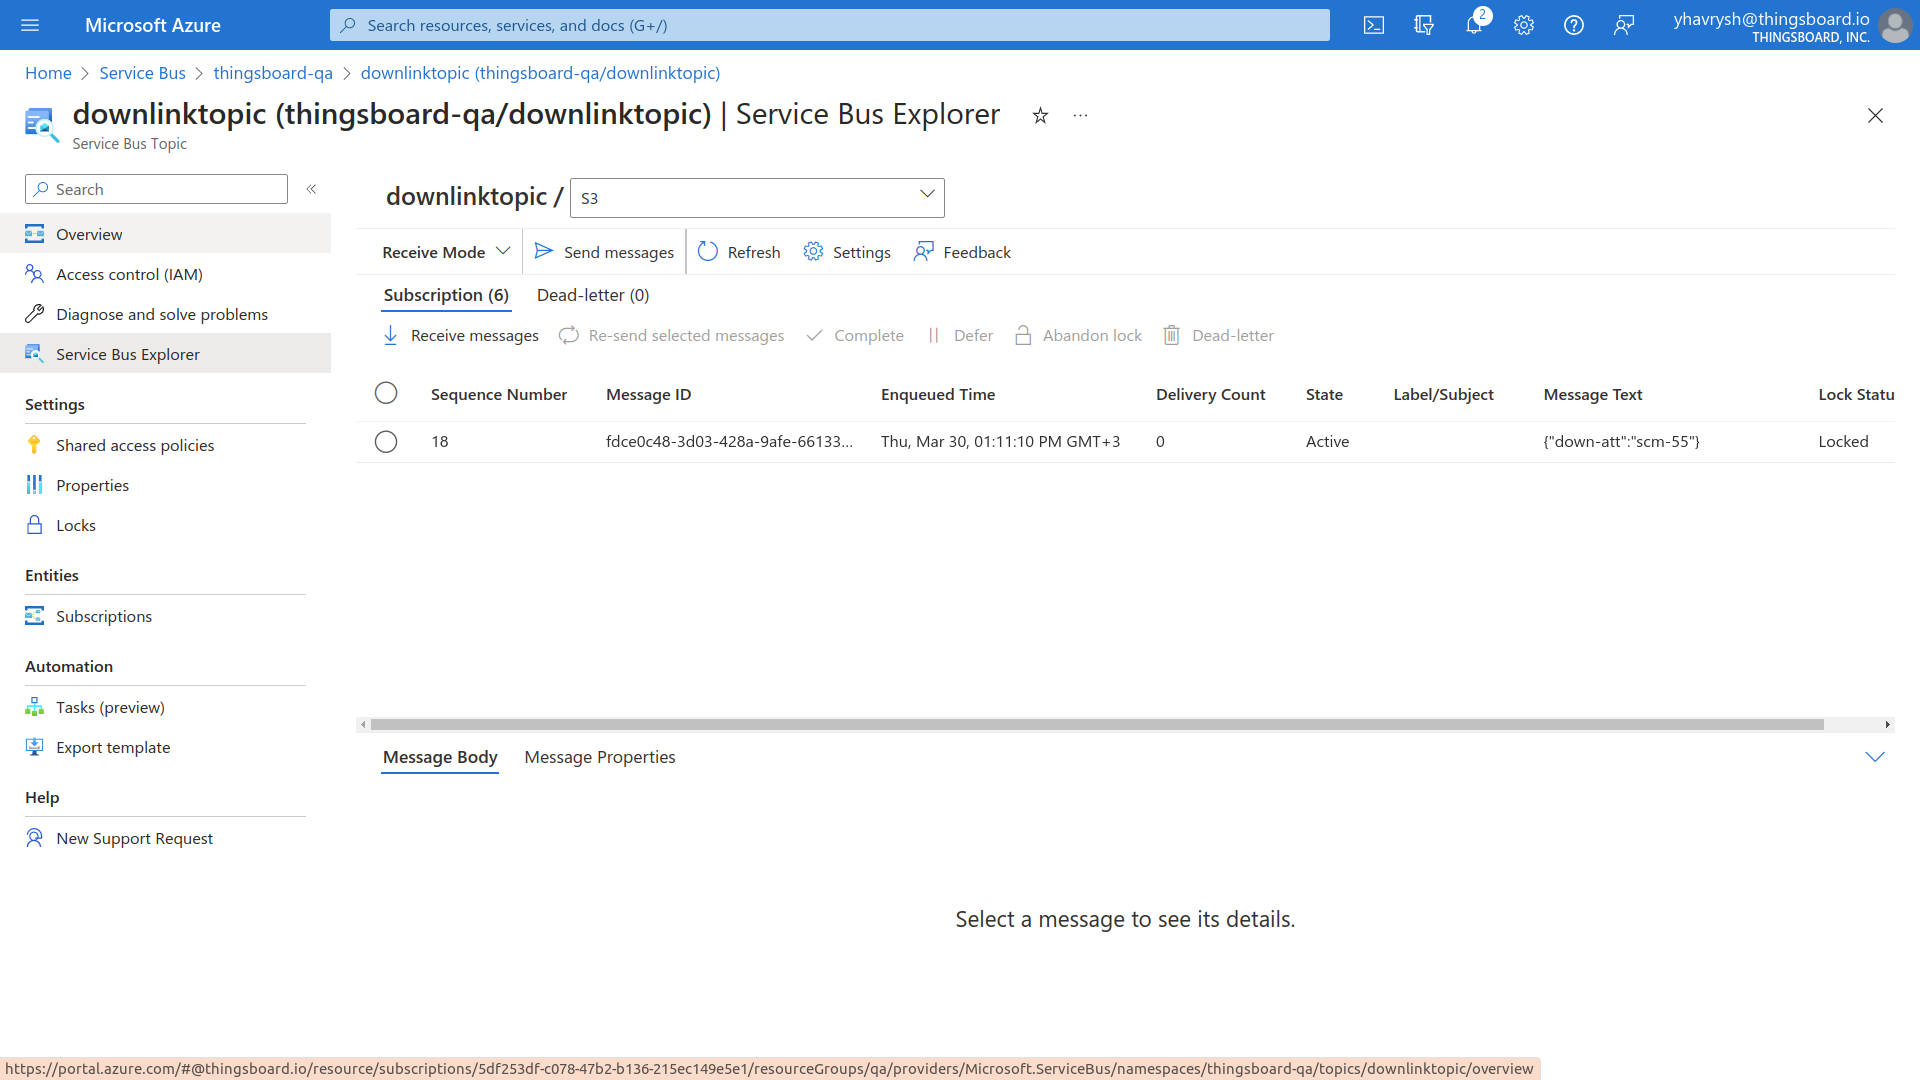 Microsoft Azure
Search resources, services, and docs (G+/)
2
yhavrysh@thingsboard.io
THINGSBOARD, INC.
Home > Service Bus > thingsboard-qa > downlinktopic (thingsboard-qa/downlinktopic)
downlinktopic (thingsboard-qa/downlinktopic) | Service Bus Explorer
Service Bus Topic
Search
Overview
Access control (IAM)
Diagnose and solve problems
Service Bus Explorer
Settings
Shared access policies
Properties
Locks
Entities
Subscriptions
Automation
Tasks (preview)
Export template
Help
New Support Request
downlinktopic / S3
Receive Mode Send messages Refresh Settings Feedback
Subscription (6) Dead-letter (0)
Receive messages Re-send selected messages Complete Defer Abandon lock Dead-letter
Sequence Number Message ID Enqueued Time Delivery Count State Label/Subject Message Text Lock Statu
18 fdce0c48-3d03-428a-9afe-66133... Thu, Mar 30, 01:11:10 PM GMT+3 0 Active {"down-att":"scm-55"} Locked
Message Body Message Properties
Select a message to see its details.
https://portal.azure.com/#@thingsboard.io/resource/subscriptions/5df253df-c078-47b2-b136-215ec149e5e1/resourceGroups/qa/providers/Microsoft.ServiceBus/namespaces/thingsboard-qa/topics/downlinktopic/overview